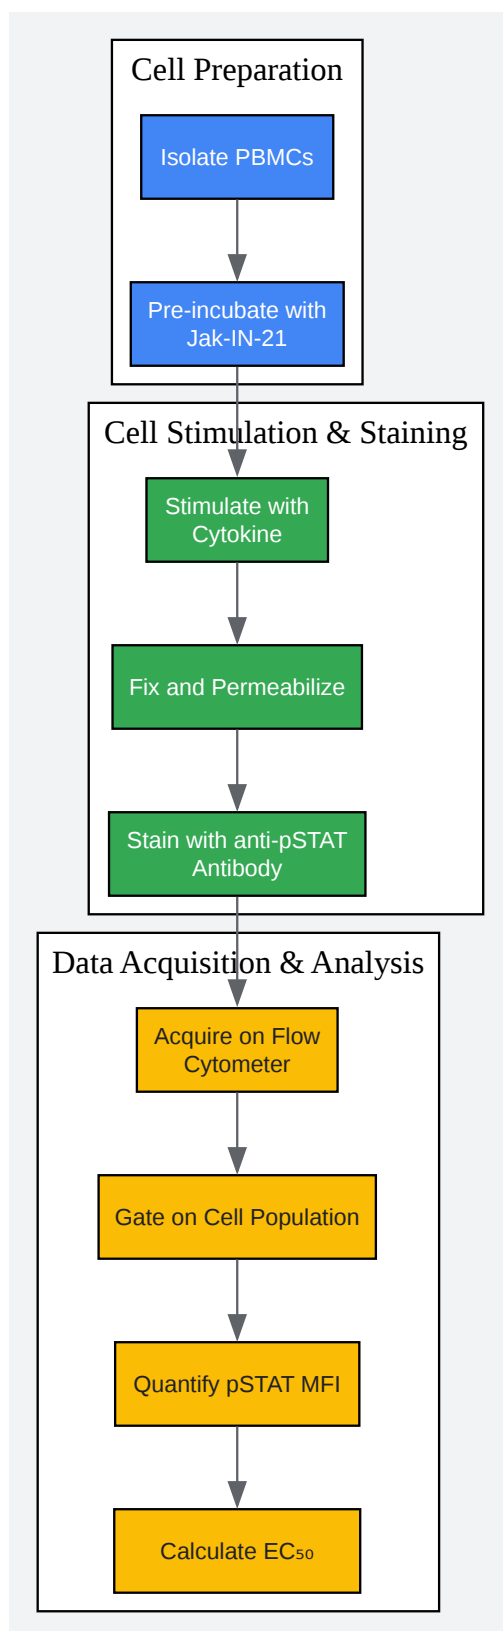 Cell Preparation
Isolate PBMCs
Pre-incubate with
Jak-IN-21
Cell Stimulation & Staining
Stimulate with
Cytokine
Fix and Permeabilize
Stain with anti-pSTAT
Antibody
Data Acquisition & Analysis
Acquire on Flow
Cytometer
Gate on Cell Population
Quantify pSTAT MFI
Calculate EC₅₀